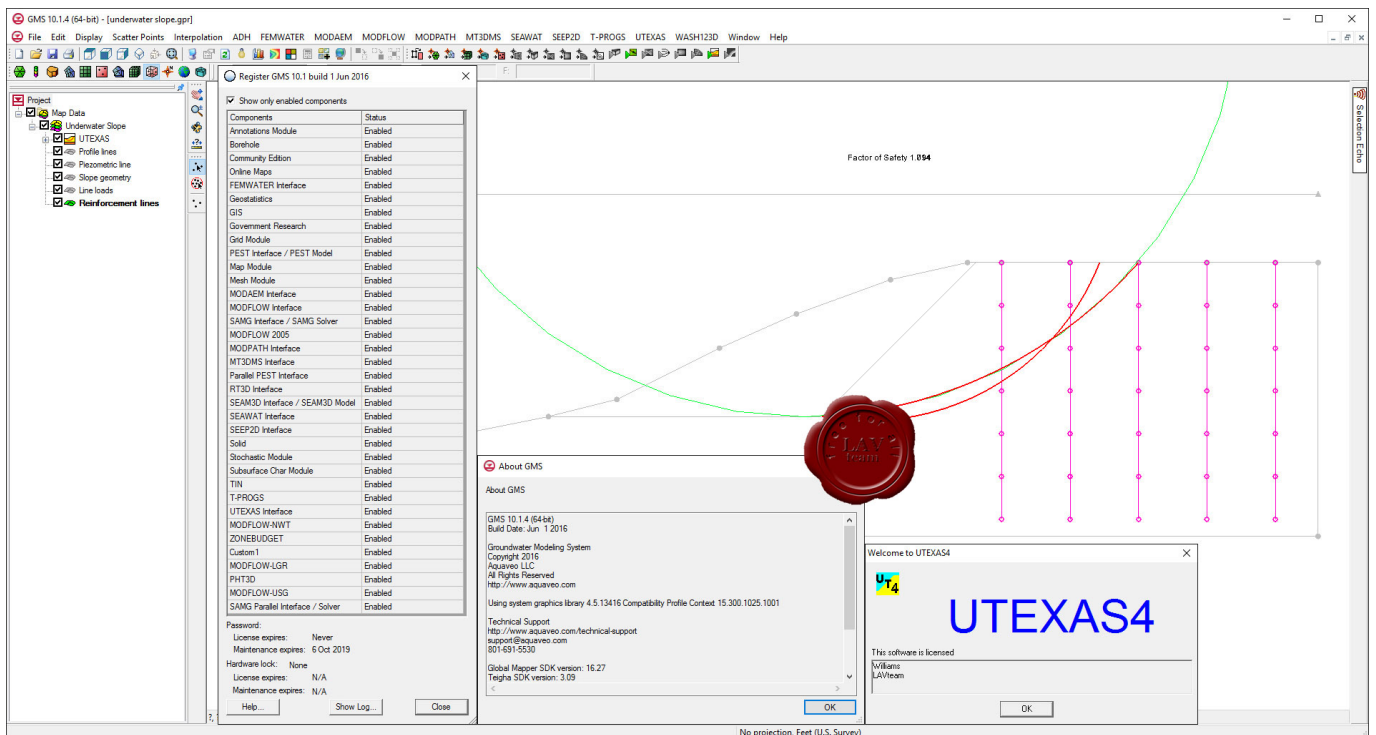 GMS 10.1.4 (64-bit) - [underwater slope.gpr]
File Edit Display Scatter Points Interpolation ADH FEMWATER MODAEM MODFLOW MODPATH MT3DMS SEAWAT SEEP2D T-PROGS UTEXAS WASH123D Window Help
F:
Project
Map Data
Underwater Slope
UTEXAS
Profile lines
Piezometric line
Slope geometry
Line loads
Reinforcement lines
Register GMS 10.1 build 1 Jun 2016
Show only enabled components
Components Status
Annotations Module Enabled
Borehole Enabled
Community Edition Enabled
Online Maps Enabled
FEMWATER Interface Enabled
Geostatistics Enabled
GIS Enabled
Government Research Enabled
Grid Module Enabled
PEST Interface / PEST Model Enabled
Map Module Enabled
Mesh Module Enabled
MODAEM Interface Enabled
MODFLOW Interface Enabled
SAMG Interface / SAMG Solver Enabled
MODFLOW 2005 Enabled
MODPATH Interface Enabled
MT3DMS Interface Enabled
Parallel PEST Interface Enabled
RT3D Interface Enabled
SEAM3D Interface / SEAM3D Model Enabled
SEAWAT Interface Enabled
SEEP2D Interface Enabled
Solid Enabled
Stochastic Module Enabled
Subsurface Char Module Enabled
TIN Enabled
T-PROGS Enabled
UTEXAS Interface Enabled
MODFLOW-NWT Enabled
ZONEBUDGET Enabled
Custom1 Enabled
MODFLOW-LGR Enabled
PHT3D Enabled
MODFLOW-USG Enabled
SAMG Parallel Interface / Solver Enabled
Password:
License expires: Never
Maintenance expires: 6 Oct 2019
Hardware lock: None
License expires: N/A
Maintenance expires: N/A
Help... Show Log... Close
Factor of Safety 1.094
Selection Echo
LAV
team
About GMS
About GMS
GMS 10.1.4 (64-bit)
Build Date: Jun 1 2016
Groundwater Modeling System
Copyright 2016
Aquaveo LLC
All Rights Reserved
http://www.aquaveo.com
Using system graphics library 4.5.13416 Compatibility Profile Context 15.300.1025.1001
Technical Support
http://www.aquaveo.com/technical-support
support@aquaveo.com
801-691-5530
Global Mapper SDK version: 16.27
Teigha SDK version: 3.09
OK
Welcome to UTEXAS4
UT4
UTEXAS4
This software is licensed
Williams
LAVteam
OK
No projection, Feet (U.S. Survey)